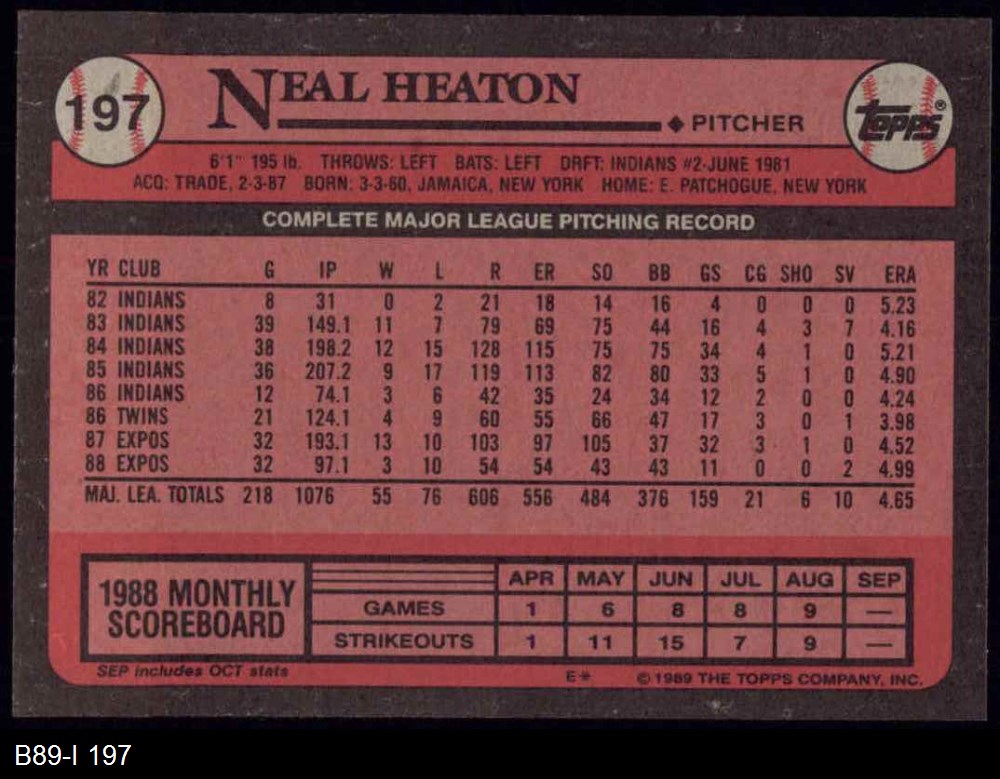 197 NEAL HEATON Topps®
◆ PITCHER
6'1" 195 lb. THROWS: LEFT BATS: LEFT DRFT: INDIANS #2-JUNE 1981
ACQ: TRADE, 2-3-87 BORN: 3-3-60, JAMAICA, NEW YORK HOME: E. PATCHOGUE, NEW YORK
COMPLETE MAJOR LEAGUE PITCHING RECORD
YR CLUB G IP W L R ER SO BB GS CG SHO SV ERA
82 INDIANS 8 31 0 2 21 18 14 16 4 0 0 0 5.23
83 INDIANS 39 149.1 11 7 79 69 75 44 16 4 3 7 4.16
84 INDIANS 38 198.2 12 15 128 115 75 75 34 4 1 0 5.21
85 INDIANS 36 207.2 9 17 119 113 82 80 33 5 1 0 4.90
86 INDIANS 12 74.1 3 6 42 35 24 34 12 2 0 0 4.24
86 TWINS 21 124.1 4 9 60 55 66 47 17 3 0 1 3.98
87 EXPOS 32 193.1 13 10 103 97 105 37 32 3 1 0 4.52
88 EXPOS 32 97.1 3 10 54 54 43 43 11 0 0 2 4.99
MAJ. LEA. TOTALS 218 1076 55 76 606 556 484 376 159 21 6 10 4.65
1988 MONTHLY SCOREBOARD
APR MAY JUN JUL AUG SEP
GAMES 1 6 8 8 9 —
STRIKEOUTS 1 11 15 7 9 —
SEP includes OCT stats E* © 1989 THE TOPPS COMPANY, INC.
B89-I 197